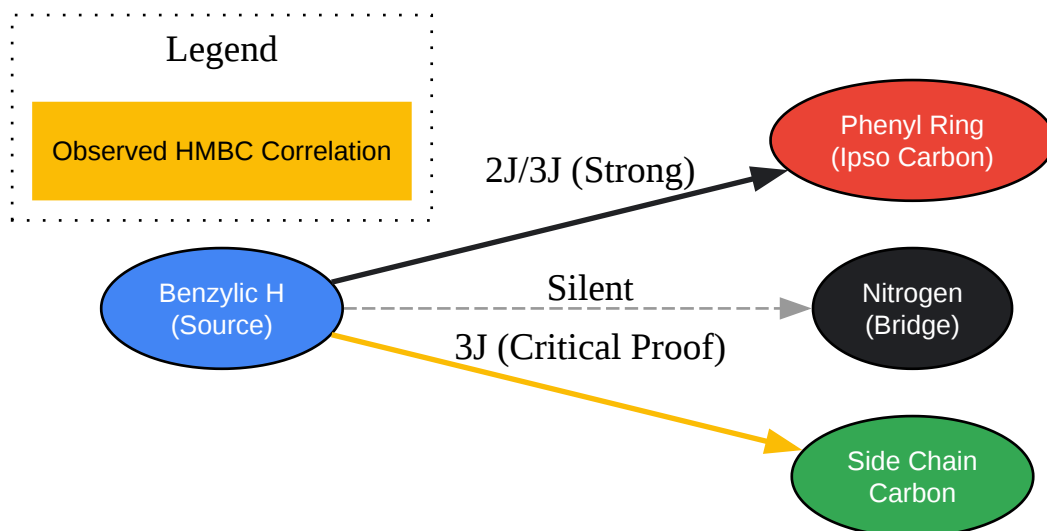 Legend
Observed HMBC Correlation
Phenyl Ring
(Ipso Carbon)
2J/3J (Strong)
Benzylic H
(Source)
Silent
Nitrogen
(Bridge)
3J (Critical Proof)
Side Chain
Carbon